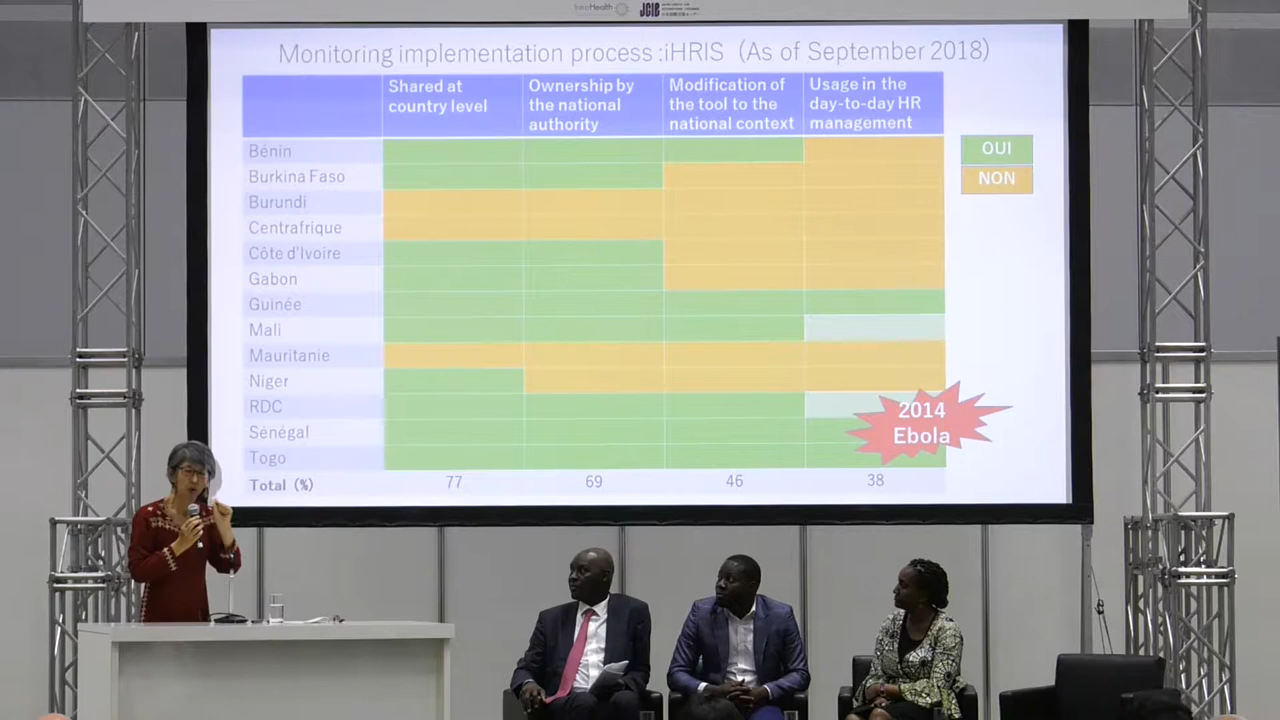 IntraHealth JCIE
Monitoring implementation process :iHRIS (As of September 2018)
Shared at country level
Ownership by the national authority
Modification of the tool to the national context
Usage in the day-to-day HR management
Bénin
Burkina Faso
Burundi
Centrafrique
Côte d'Ivoire
Gabon
Guinée
Mali
Mauritanie
Niger
RDC
Sénégal
Togo
Total (%) 77 69 46 38
OUI
NON
2014
Ebola